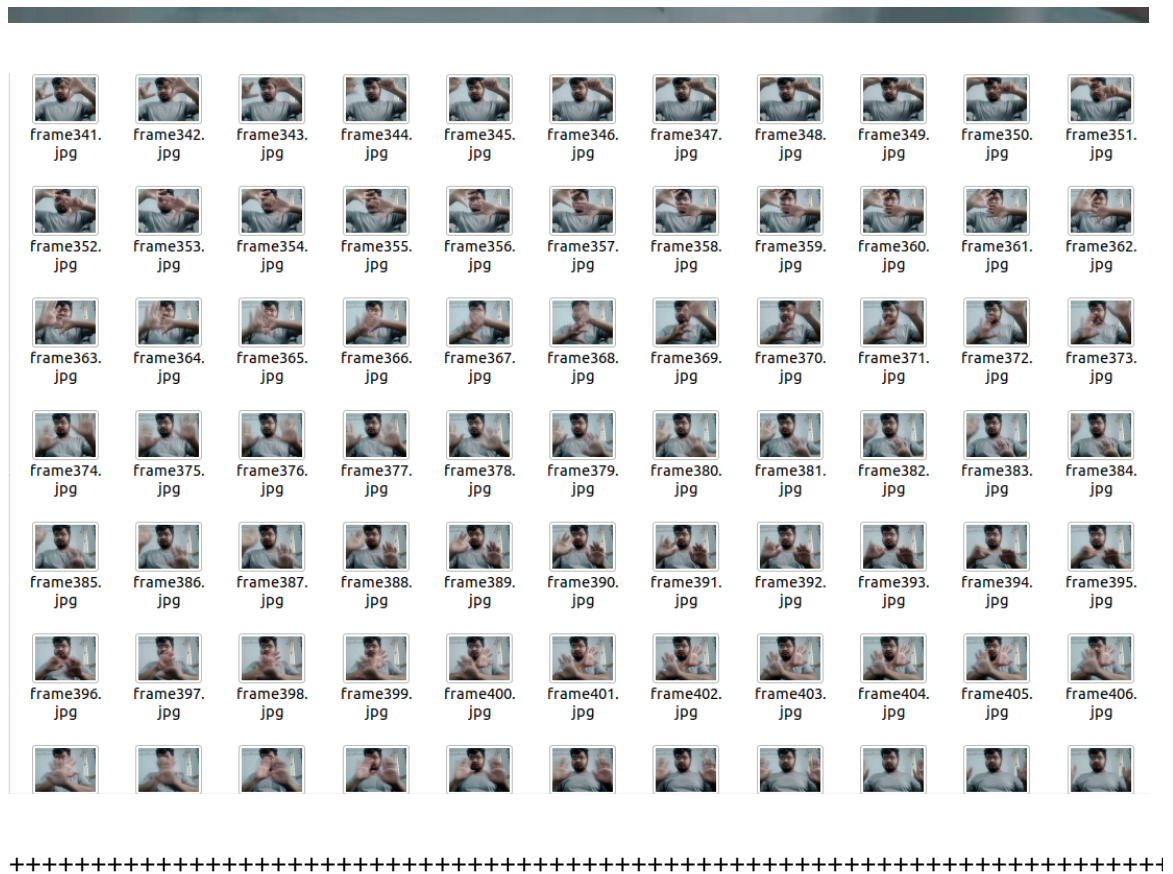 frame341. frame342. frame343. frame344. frame345. frame346. frame347. frame348. frame349. frame350. frame351.
jpg jpg jpg jpg jpg jpg jpg jpg jpg jpg jpg
frame352. frame353. frame354. frame355. frame356. frame357. frame358. frame359. frame360. frame361. frame362.
jpg jpg jpg jpg jpg jpg jpg jpg jpg jpg jpg
frame363. frame364. frame365. frame366. frame367. frame368. frame369. frame370. frame371. frame372. frame373.
jpg jpg jpg jpg jpg jpg jpg jpg jpg jpg jpg
frame374. frame375. frame376. frame377. frame378. frame379. frame380. frame381. frame382. frame383. frame384.
jpg jpg jpg jpg jpg jpg jpg jpg jpg jpg jpg
frame385. frame386. frame387. frame388. frame389. frame390. frame391. frame392. frame393. frame394. frame395.
jpg jpg jpg jpg jpg jpg jpg jpg jpg jpg jpg
frame396. frame397. frame398. frame399. frame400. frame401. frame402. frame403. frame404. frame405. frame406.
jpg jpg jpg jpg jpg jpg jpg jpg jpg jpg jpg
++++++++++++++++++++++++++++++++++++++++++++++++++++++++++++++++++++++